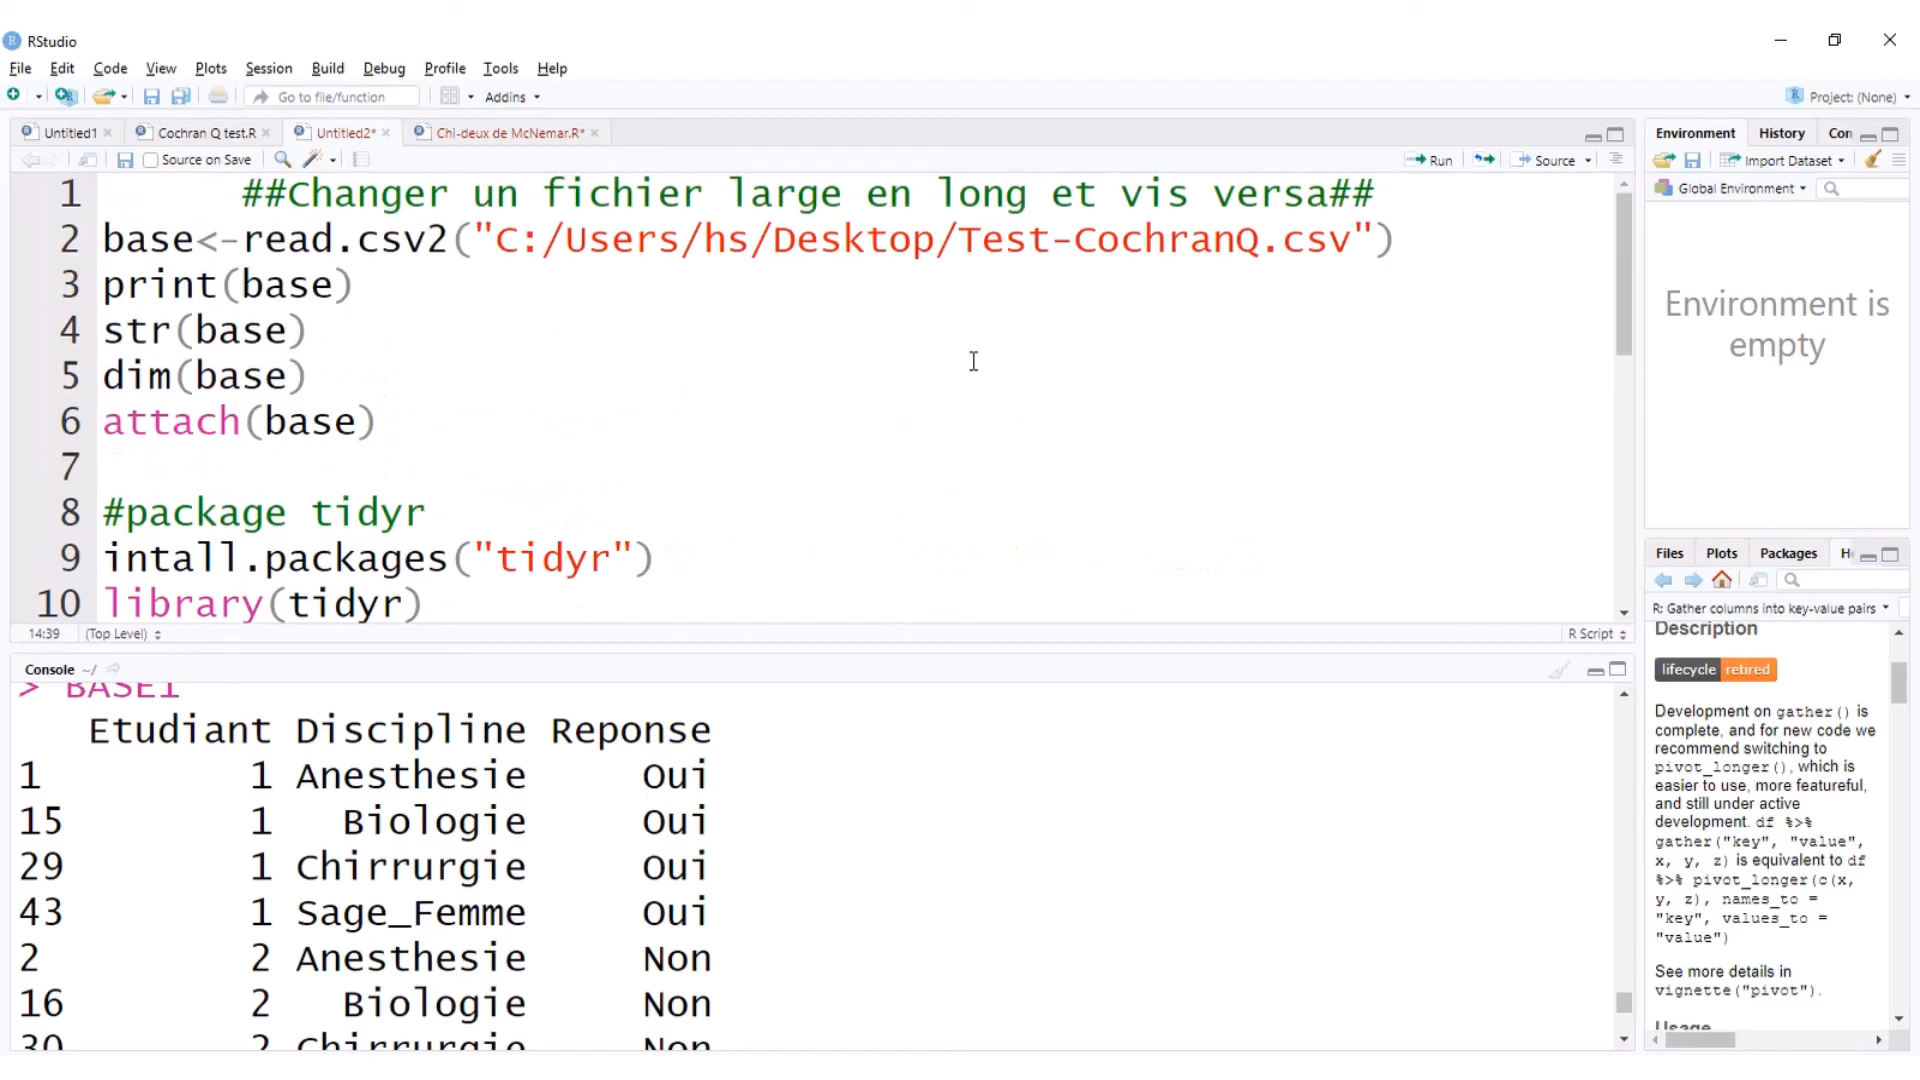 RStudio
File Edit Code View Plots Session Build Debug Profile Tools Help
Go to file/function Addins Project: (None)
Untitled1 Cochran Q test.R Untitled2* Chi-deux de McNemar.R*
Source on Save Run Source
1 ##Changer un fichier large en long et vis versa##
2 base<-read.csv2("C:/Users/hs/Desktop/Test-CochranQ.csv")
3 print(base)
4 str(base)
5 dim(base)
6 attach(base)
7
8 #package tidyr
9 intall.packages("tidyr")
10 library(tidyr)
14:39 (Top Level) R Script
Console ~/
> BASE1
Etudiant Discipline Reponse
1 1 Anesthesie Oui
15 1 Biologie Oui
29 1 Chirrurgie Oui
43 1 Sage_Femme Oui
2 2 Anesthesie Non
16 2 Biologie Non
30 2 Chirrurgie Non
Environment History Con
Import Dataset
Global Environment
Environment is
empty
Files Plots Packages H
R: Gather columns into key-value pairs
Description
lifecycle retired
Development on gather() is
complete, and for new code we
recommend switching to
pivot_longer(), which is
easier to use, more featureful,
and still under active
development. df %>%
gather("key", "value",
x, y, z) is equivalent to df
%>% pivot_longer(c(x,
y, z), names_to =
"key", values_to =
"value")
See more details in
vignette("pivot").
Usage